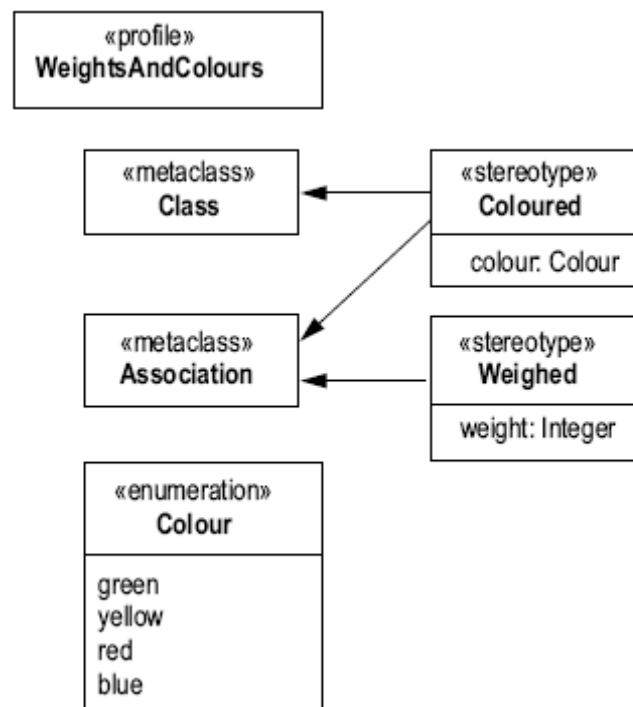 «profile»
WeightsAndColours
«metaclass»
Class
«stereotype»
Coloured
colour: Colour
«metaclass»
Association
«stereotype»
Weighed
weight: Integer
«enumeration»
Colour
green
yellow
red
blue